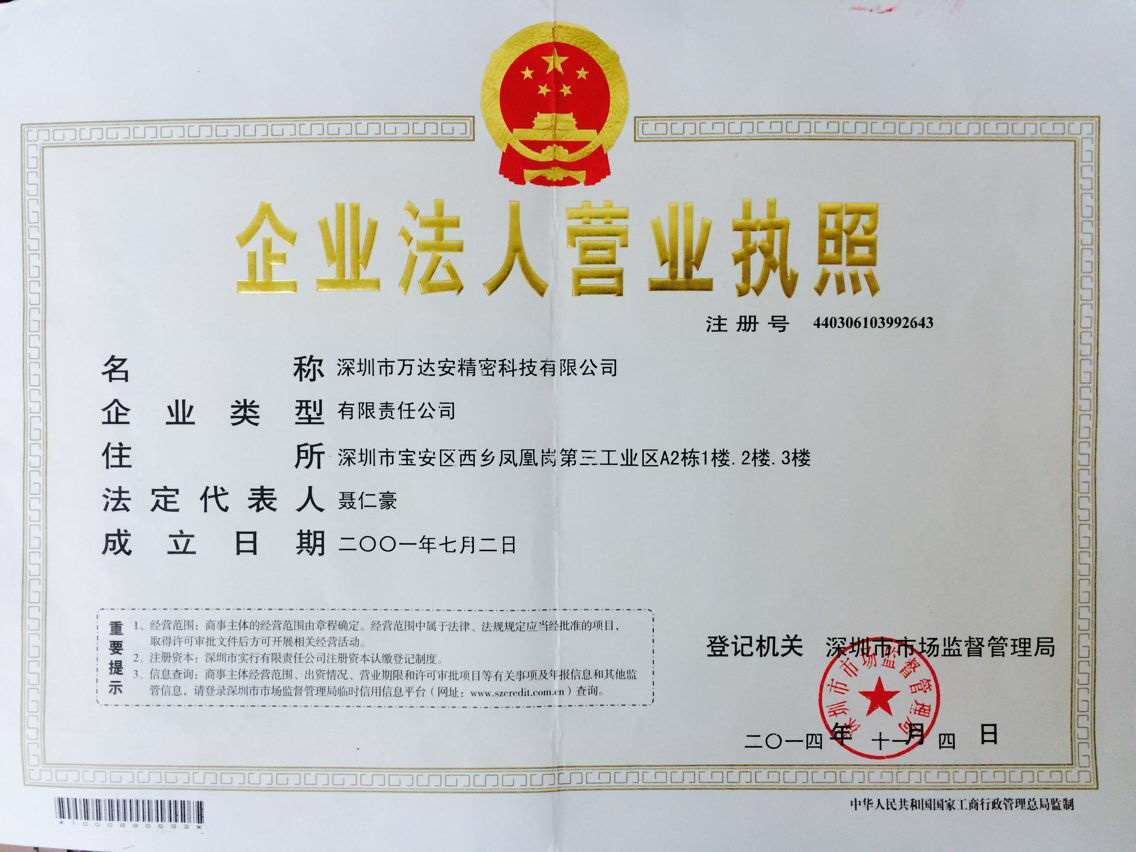 企业法人营业执照
注册号 440306103992643
名称 深圳市万达安精密科技有限公司
企业类型 有限责任公司
住所 深圳市宝安区西乡凤凰岗第三工业区A2栋1楼.2楼.3楼
法定代表人 聂仁豪
成立日期 二〇〇一年七月二日
重要提示
1、经营范围：商事主体的经营范围由章程确定。经营范围中属于法律、法规规定应当经批准的项目，
取得许可审批文件后方可开展相关经营活动。
2、注册资本：深圳市实行有限责任公司注册资本认缴登记制度。
3、信息查询：商事主体经营范围、出资情况、营业期限和许可审批项目等有关事项及年报信息和其他监
管信息，请登录深圳市市场监督管理局临时信用信息平台（网址：www.szcredit.com.cn）查询。
登记机关 深圳市市场监督管理局
深圳市市场监督管理局
二〇一四年十一月四日
中华人民共和国国家工商行政管理总局监制